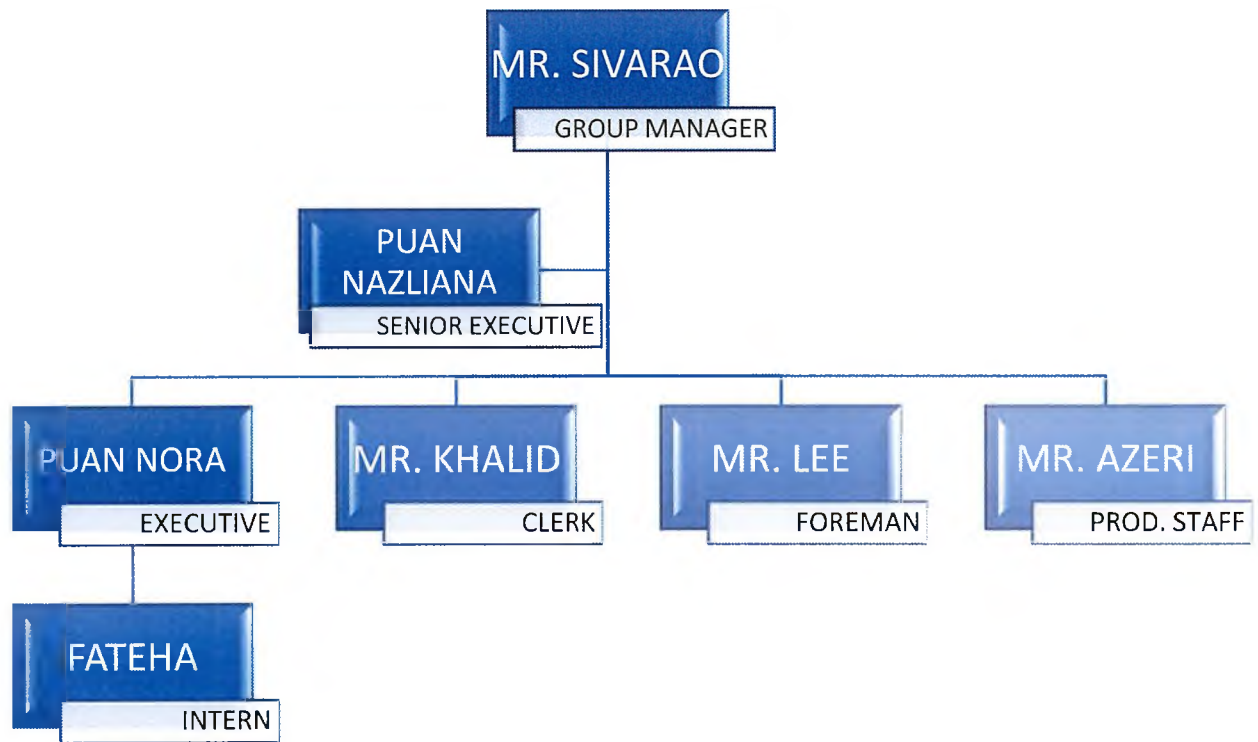 MR. SIVARAO
GROUP MANAGER
PUAN
NAZLIANA
SENIOR EXECUTIVE
PUAN NORA
EXECUTIVE
MR. KHALID
CLERK
MR. LEE
FOREMAN
MR. AZERI
PROD. STAFF
FATEHA
INTERN